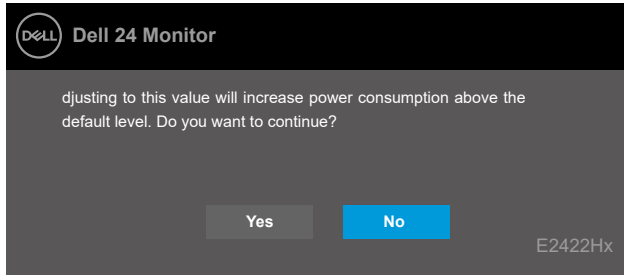 DELL Dell 24 Monitor
djusting to this value will increase power consumption above the
default level. Do you want to continue?
Yes No
E2422Hx